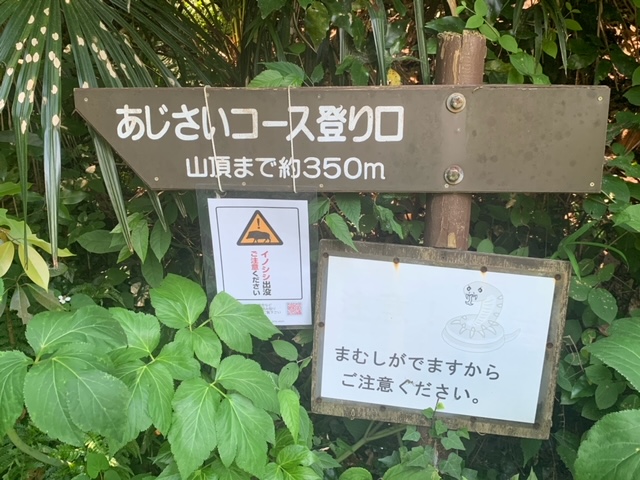 あじさいコース登り口
山頂まで約350m
イノシシ出没
ご注意ください
まむしがでますから
ご注意ください。